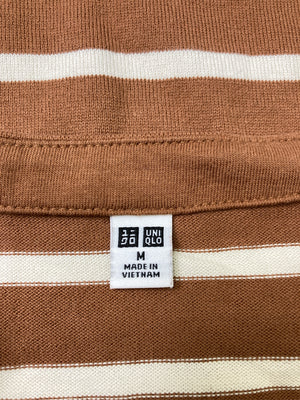 ユニ UNI
クロ QLO
M
MADE IN
VIETNAM